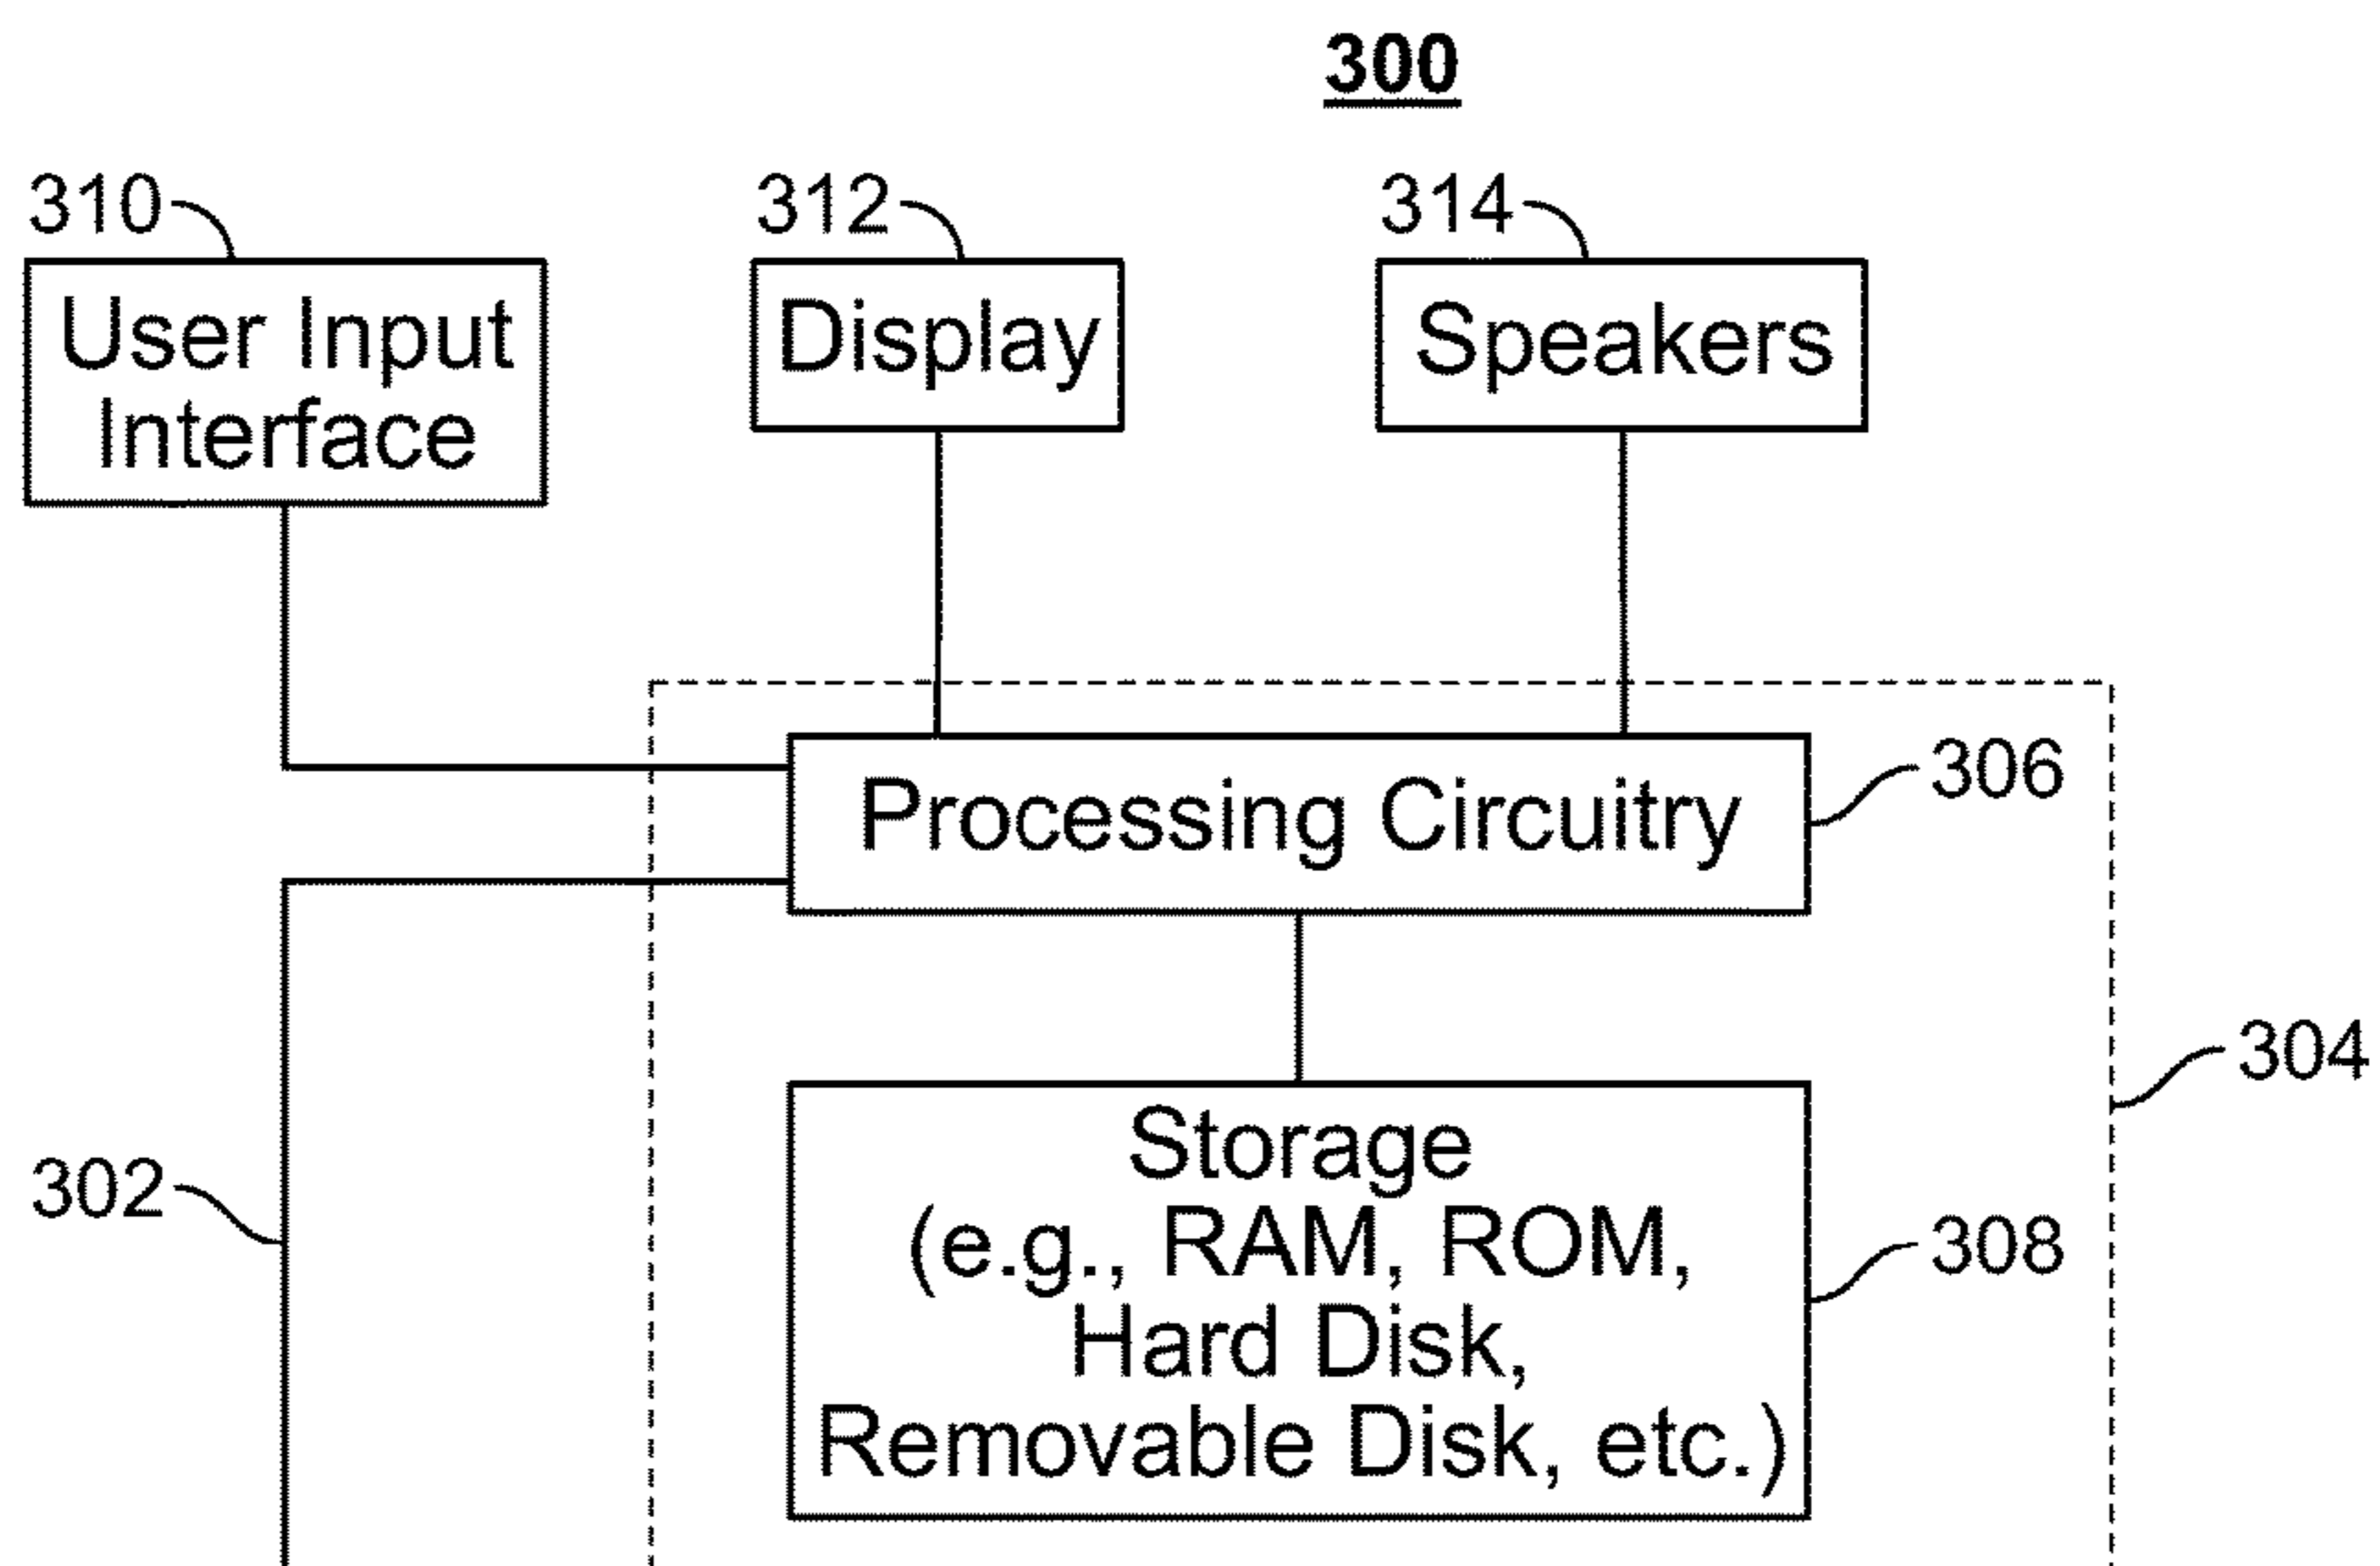 300
310
312
314
User Input
Interface
Display
Speakers
Processing Circuitry
306
304
302
Storage
(e.g., RAM, ROM,
Hard Disk,
Removable Disk, etc.)
308